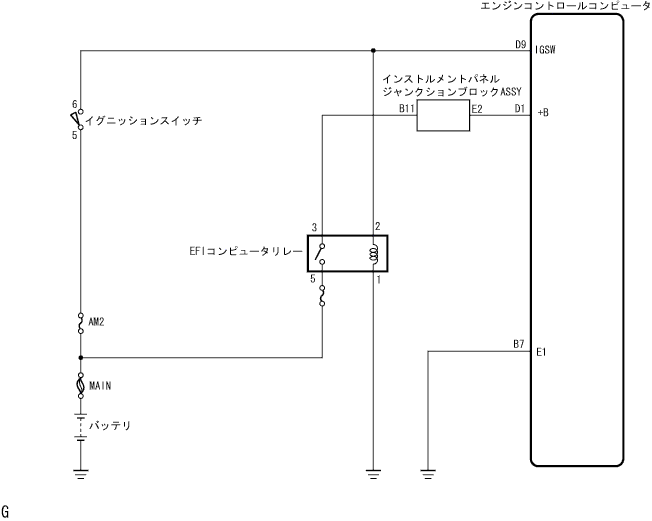 エンジンコントロールコンピュータ
D9
IGSW
インストルメントパネル
ジャンクションブロックASSY
6
B11
E2
D1
+B
イグニッションスイッチ
5
3
2
EFIコンピュータリレー
5
1
AM2
B7
E1
MAIN
バッテリ
G